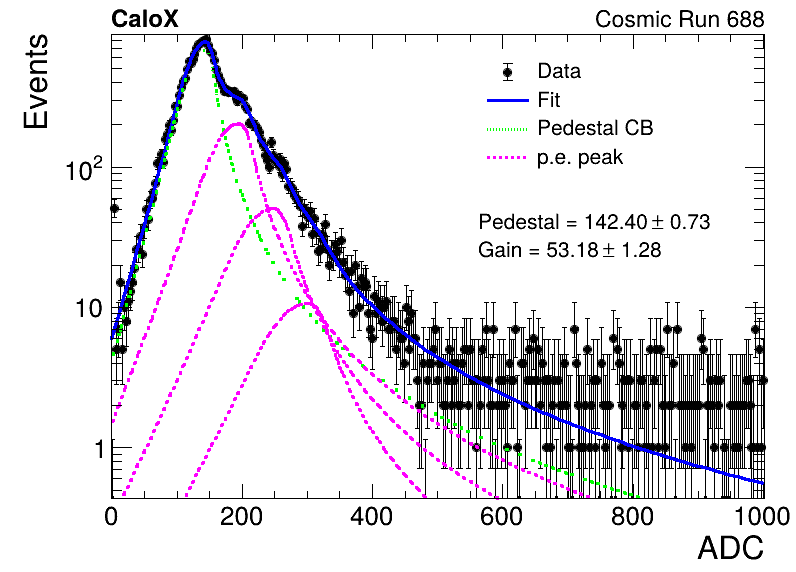 CaloX Cosmic Run 688
Events
Data
Fit
Pedestal CB
p.e. peak
Pedestal = 142.40 ± 0.73
Gain = 53.18 ± 1.28
10²
10
1
0 200 400 600 800 1000
ADC